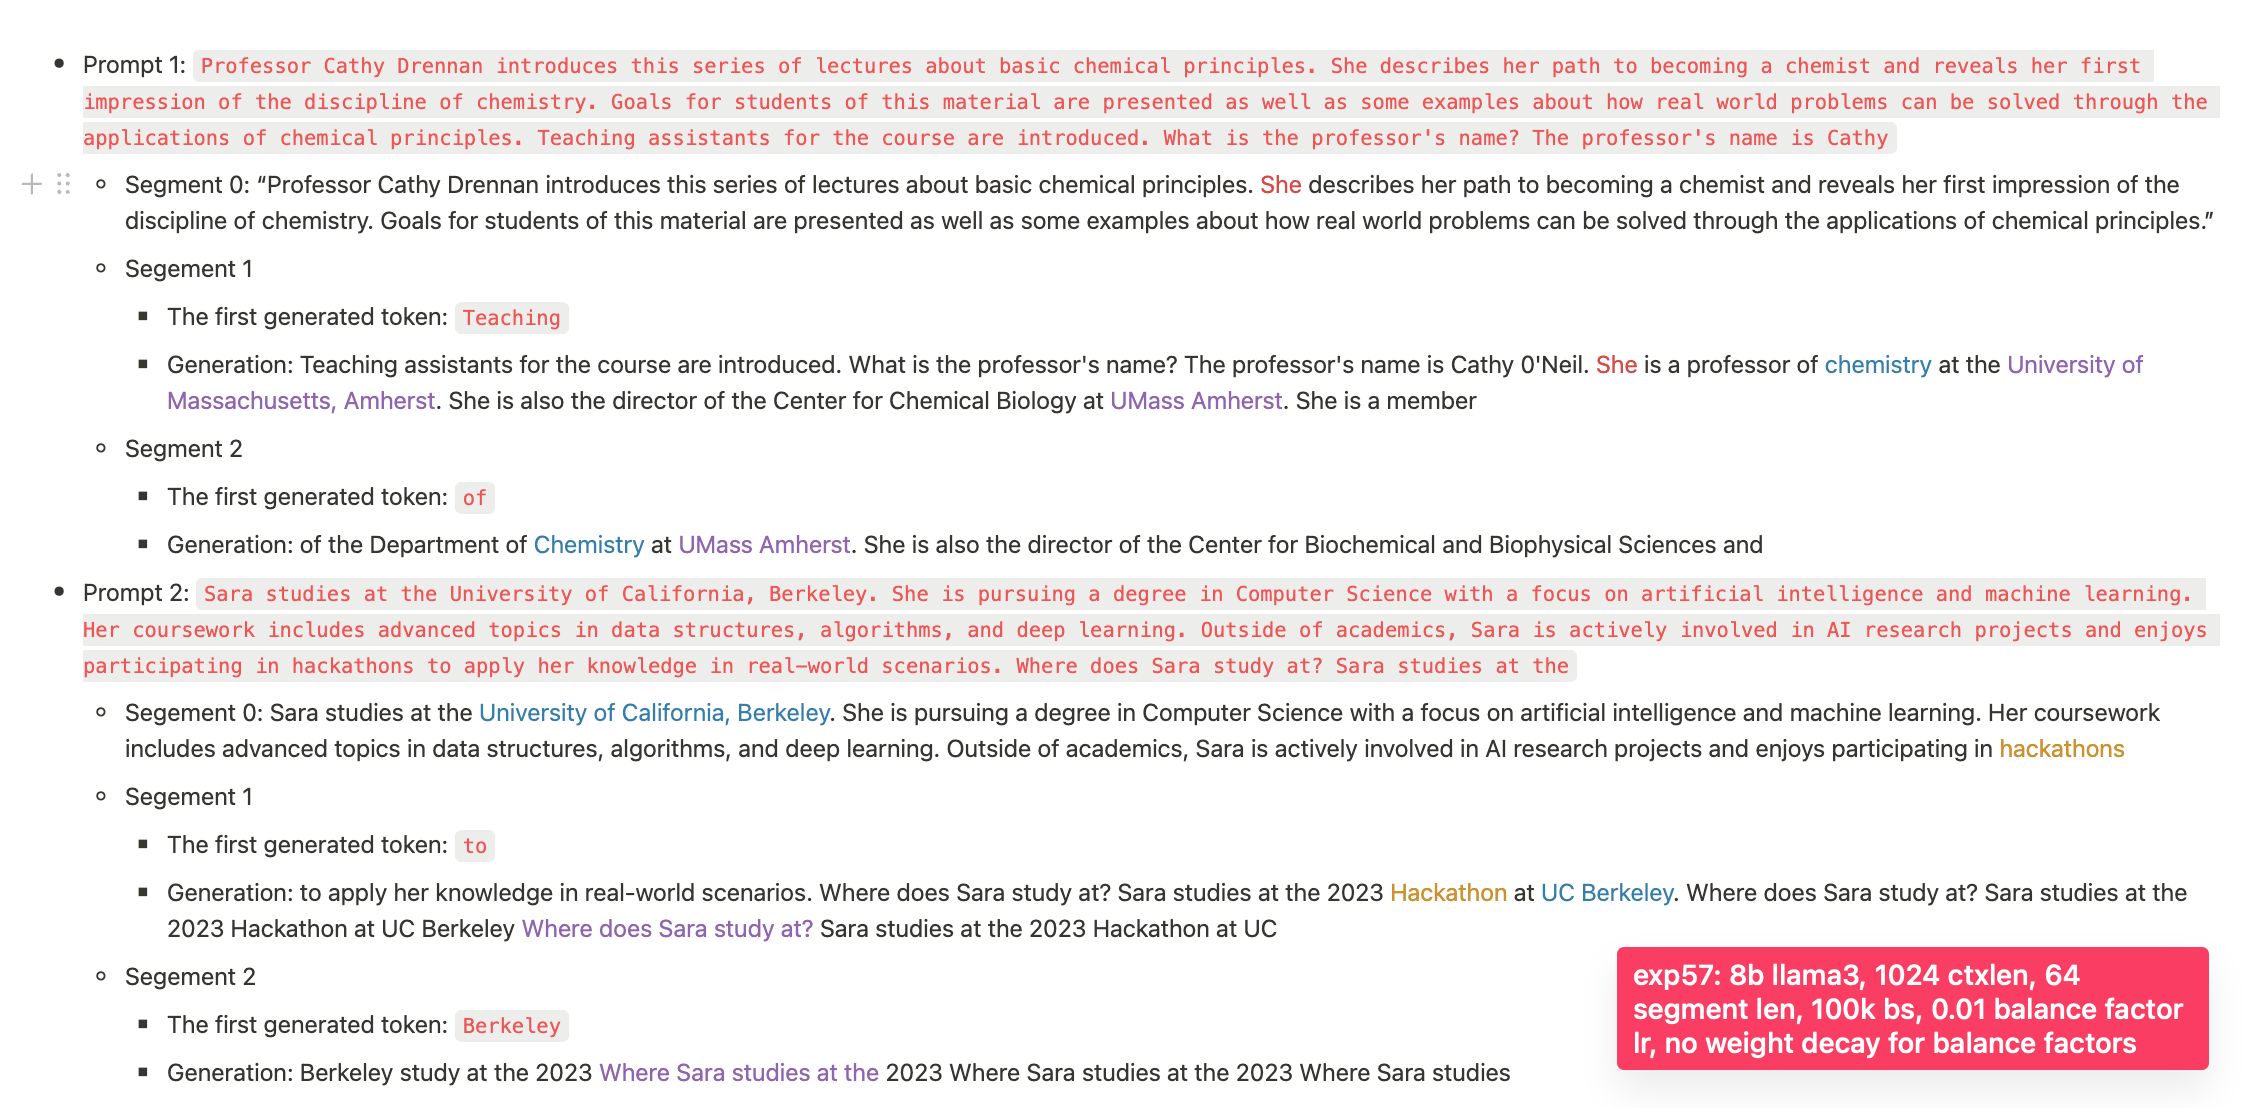 Prompt 1: Professor Cathy Drennan introduces this series of lectures about basic chemical principles. She describes her path to becoming a chemist and reveals her first
impression of the discipline of chemistry. Goals for students of this material are presented as well as some examples about how real world problems can be solved through the
applications of chemical principles. Teaching assistants for the course are introduced. What is the professor's name? The professor's name is Cathy
Segment 0: “Professor Cathy Drennan introduces this series of lectures about basic chemical principles. She describes her path to becoming a chemist and reveals her first impression of the
discipline of chemistry. Goals for students of this material are presented as well as some examples about how real world problems can be solved through the applications of chemical principles.”
Segement 1
The first generated token: Teaching
Generation: Teaching assistants for the course are introduced. What is the professor's name? The professor's name is Cathy 0'Neil. She is a professor of chemistry at the University of
Massachusetts, Amherst. She is also the director of the Center for Chemical Biology at UMass Amherst. She is a member
Segment 2
The first generated token: of
Generation: of the Department of Chemistry at UMass Amherst. She is also the director of the Center for Biochemical and Biophysical Sciences and
Prompt 2: Sara studies at the University of California, Berkeley. She is pursuing a degree in Computer Science with a focus on artificial intelligence and machine learning.
Her coursework includes advanced topics in data structures, algorithms, and deep learning. Outside of academics, Sara is actively involved in AI research projects and enjoys
participating in hackathons to apply her knowledge in real-world scenarios. Where does Sara study at? Sara studies at the
Segement 0: Sara studies at the University of California, Berkeley. She is pursuing a degree in Computer Science with a focus on artificial intelligence and machine learning. Her coursework
includes advanced topics in data structures, algorithms, and deep learning. Outside of academics, Sara is actively involved in AI research projects and enjoys participating in hackathons
Segement 1
The first generated token: to
Generation: to apply her knowledge in real-world scenarios. Where does Sara study at? Sara studies at the 2023 Hackathon at UC Berkeley. Where does Sara study at? Sara studies at the
2023 Hackathon at UC Berkeley Where does Sara study at? Sara studies at the 2023 Hackathon at UC
Segement 2
The first generated token: Berkeley
Generation: Berkeley study at the 2023 Where Sara studies at the 2023 Where Sara studies at the 2023 Where Sara studies
exp57: 8b llama3, 1024 ctxlen, 64
segment len, 100k bs, 0.01 balance factor
lr, no weight decay for balance factors